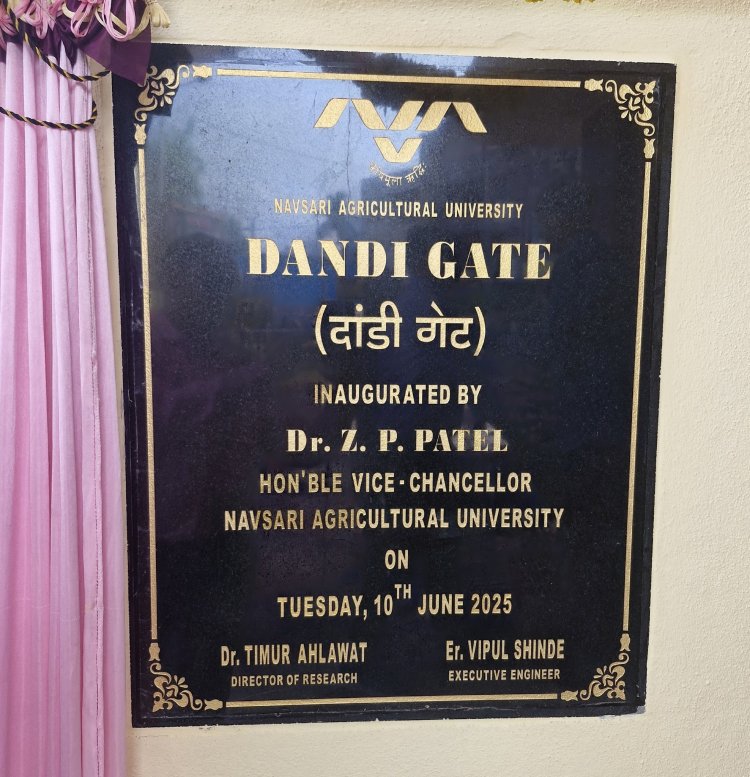 NAVSARI AGRICULTURAL UNIVERSITY
DANDI GATE
(दांडी गेट)
INAUGURATED BY
Dr. Z. P. PATEL
HON'BLE VICE-CHANCELLOR
NAVSARI AGRICULTURAL UNIVERSITY
ON
TUESDAY, 10TH JUNE 2025
Dr. TIMUR AHLAWAT
Er. VIPUL SHINDE
DIRECTOR OF RESEARCH
EXECUTIVE ENGINEER